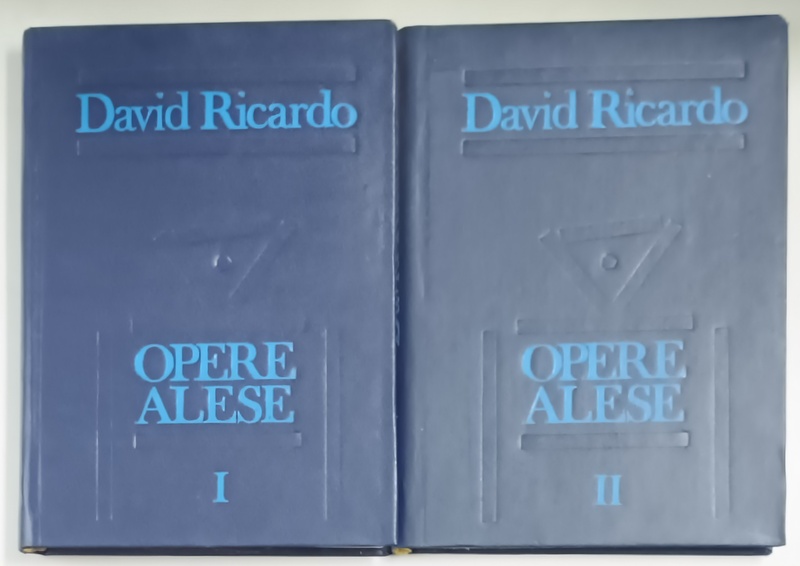 David Ricardo
OPERE
ALESE
I
David Ricardo
OPERE
ALESE
II